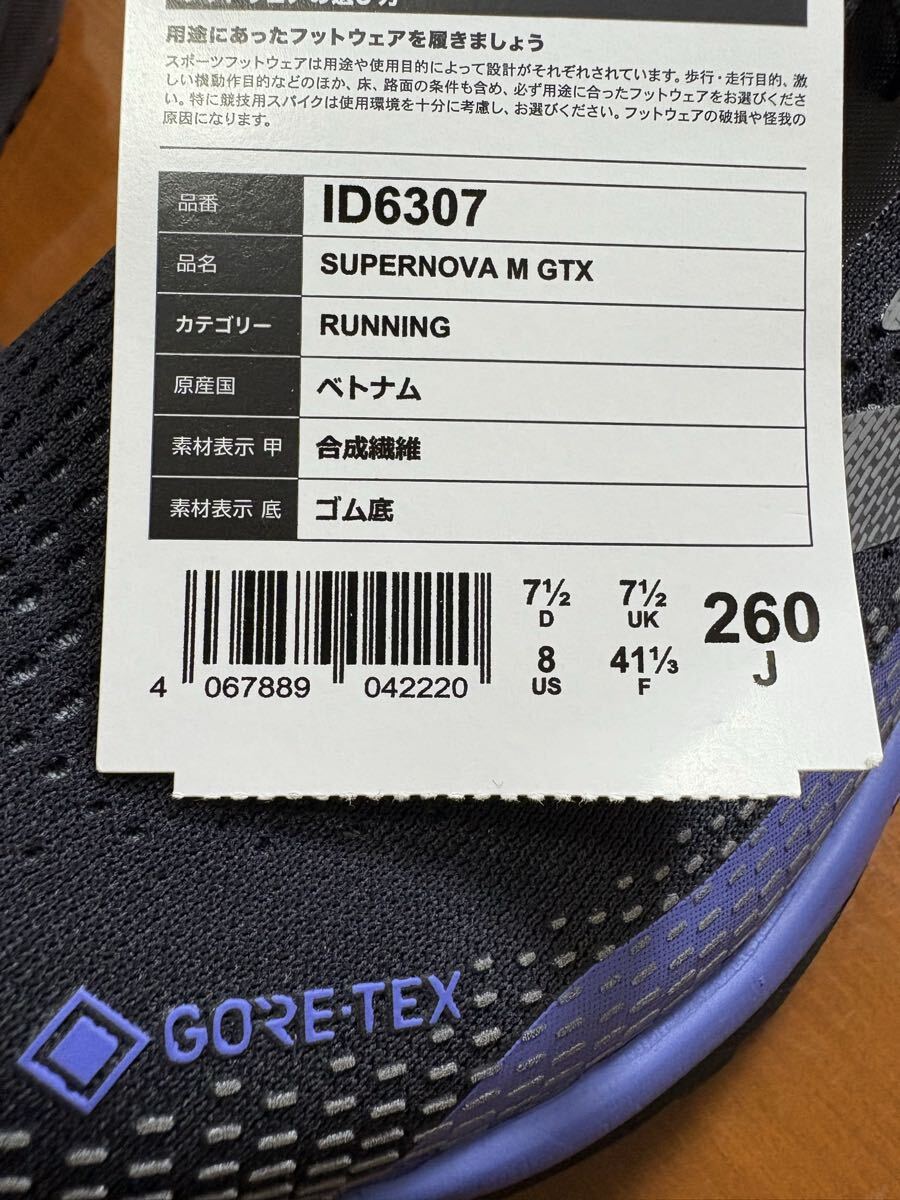 用途にあったフットウェアを履きましょう
スポーツフットウェアは用途や使用目的によって設計がそれぞれされています。歩行・走行目的、激
しい機動作目的などのほか、床、路面の条件も含め、必ず用途に合ったフットウェアをお選びくださ
い。特に競技用スパイクは使用環境を十分に考慮し、お選びください。フットウェアの破損や怪我の
原因になります。
品番 ID6307
品名 SUPERNOVA M GTX
カテゴリー RUNNING
原産国 ベトナム
素材表示 甲 合成繊維
素材表示 底 ゴム底
7½ 7½ 260
D UK J
8 41⅓
US F
4 067889 042220
GORE-TEX